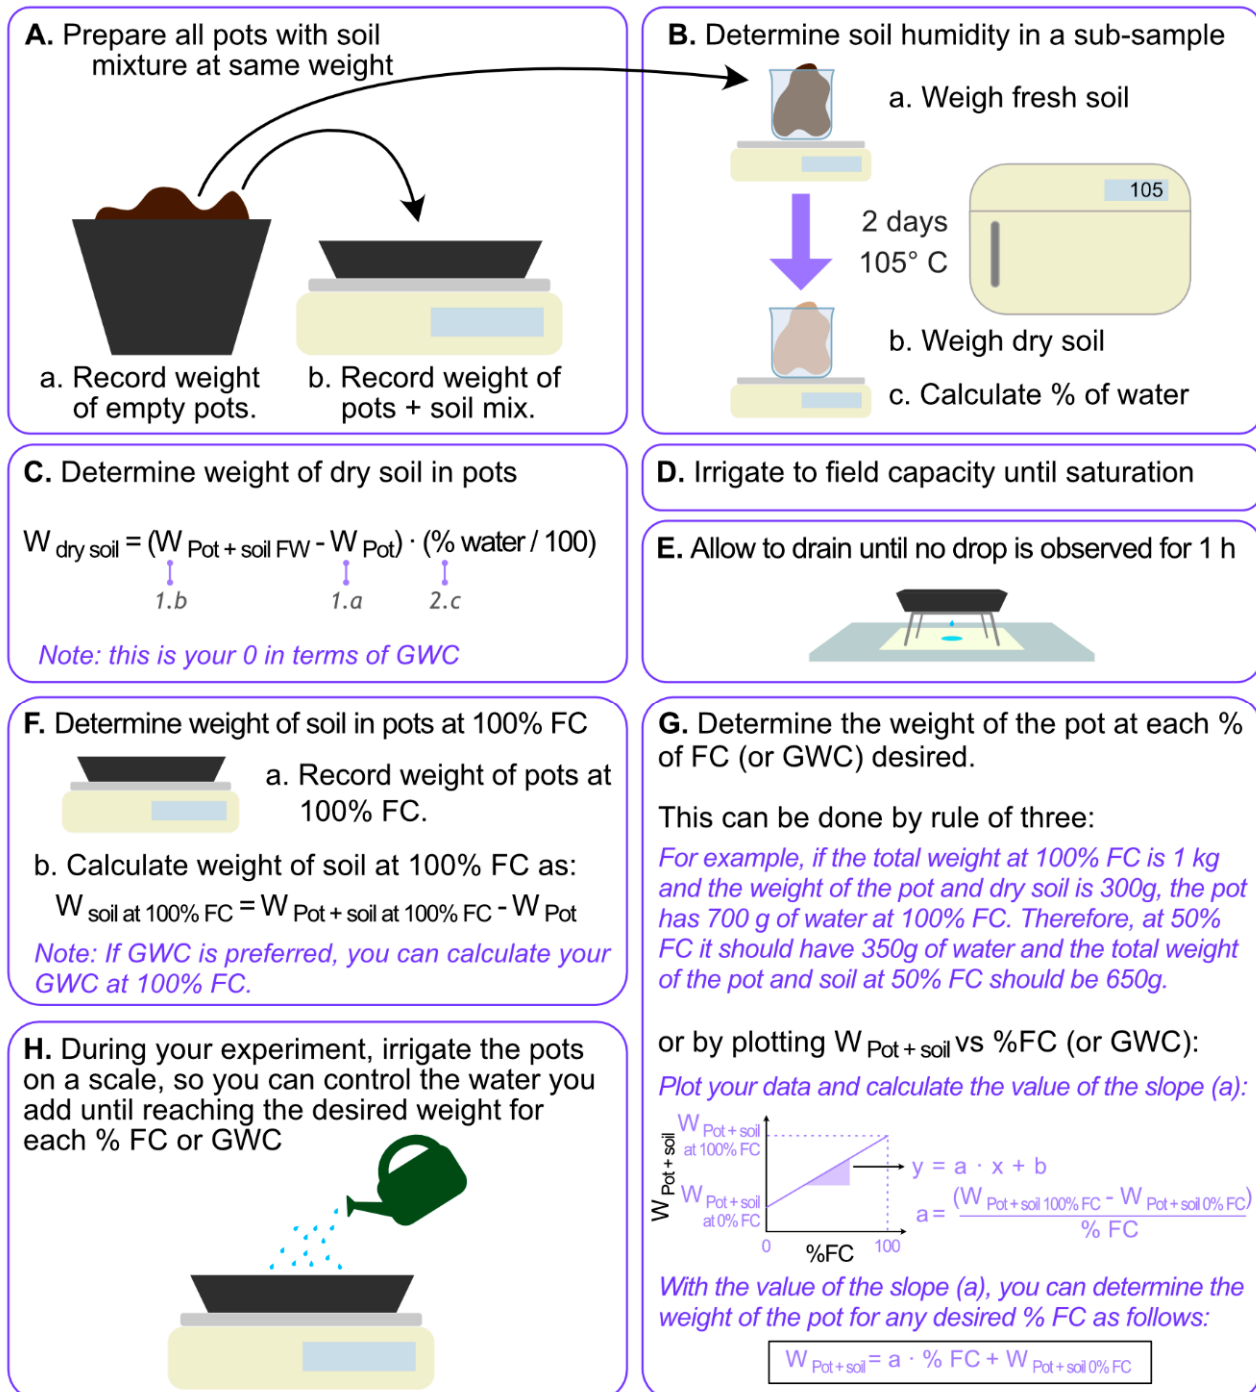 A. Prepare all pots with soil
mixture at same weight
a. Record weight
of empty pots.
b. Record weight of
pots + soil mix.
B. Determine soil humidity in a sub-sample
a. Weigh fresh soil
105
2 days
105° C
b. Weigh dry soil
c. Calculate % of water
C. Determine weight of dry soil in pots
W dry soil = (W Pot + soil FW - W Pot) · (% water / 100)
1.b 1.a 2.c
Note: this is your 0 in terms of GWC
D. Irrigate to field capacity until saturation
E. Allow to drain until no drop is observed for 1 h
F. Determine weight of soil in pots at 100% FC
a. Record weight of pots at
100% FC.
b. Calculate weight of soil at 100% FC as:
W soil at 100% FC = W Pot + soil at 100% FC - W Pot
Note: If GWC is preferred, you can calculate your
GWC at 100% FC.
G. Determine the weight of the pot at each %
of FC (or GWC) desired.
This can be done by rule of three:
For example, if the total weight at 100% FC is 1 kg
and the weight of the pot and dry soil is 300g, the pot
has 700 g of water at 100% FC. Therefore, at 50%
FC it should have 350g of water and the total weight
of the pot and soil at 50% FC should be 650g.
or by plotting W Pot + soil vs %FC (or GWC):
Plot your data and calculate the value of the slope (a):
W Pot + soil
W Pot + soil
at 100% FC
W Pot + soil
at 0% FC
0
%FC
100
y = a · x + b
a = (W Pot + soil 100% FC - W Pot + soil 0% FC)
% FC
With the value of the slope (a), you can determine the
weight of the pot for any desired % FC as follows:
W Pot + soil = a · % FC + W Pot + soil 0% FC
H. During your experiment, irrigate the pots
on a scale, so you can control the water you
add until reaching the desired weight for
each % FC or GWC